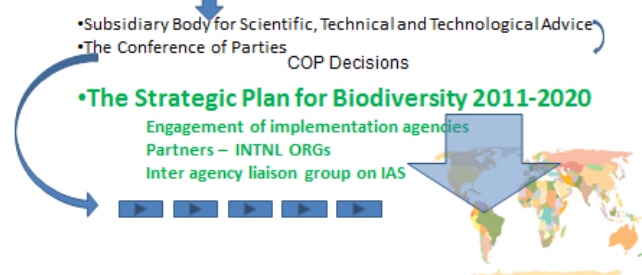 •Subsidiary Body for Scientific, Technical and Technological Advice
•The Conference of Parties
COP Decisions
•The Strategic Plan for Biodiversity 2011-2020
Engagement of implementation agencies
Partners – INTNL ORGs
Inter agency liaison group on IAS